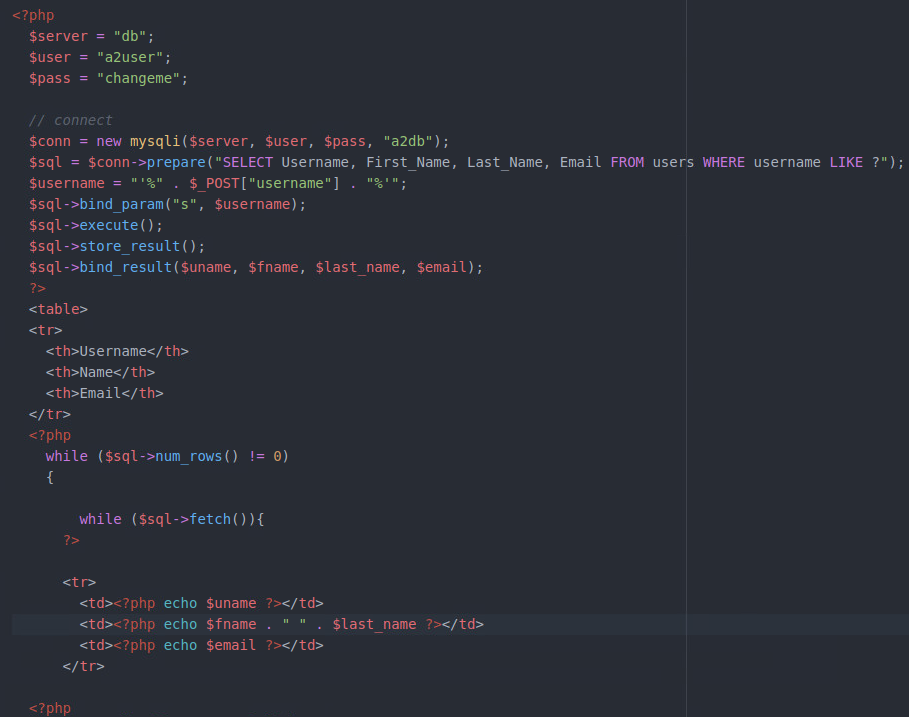 <?php
$server = "db";
$user = "a2user";
$pass = "changeme";
// connect
$conn = new mysqli($server, $user, $pass, "a2db");
$sql = $conn->prepare("SELECT Username, First_Name, Last_Name, Email FROM users WHERE username LIKE ?");
$username = "'%" . $_POST["username"] . "%'";
$sql->bind_param("s", $username);
$sql->execute();
$sql->store_result();
$sql->bind_result($uname, $fname, $last_name, $email);
?>
<table>
<tr>
<th>Username</th>
<th>Name</th>
<th>Email</th>
</tr>
<?php
while ($sql->num_rows() != 0)
{
while ($sql->fetch()){
?>
<tr>
<td><?php echo $uname ?></td>
<td><?php echo $fname . " " . $last_name ?></td>
<td><?php echo $email ?></td>
</tr>
<?php